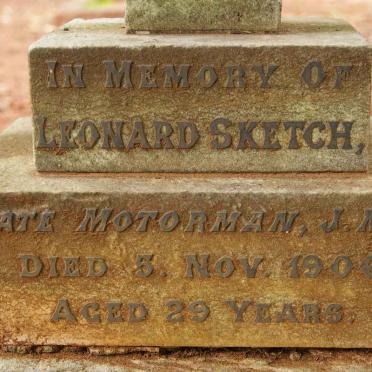 IN MEMORY OF
LEONARD SKETCH,
ATE MOTORMAN, J.
DIED 5. NOV. 190
AGED 29 YEARS.